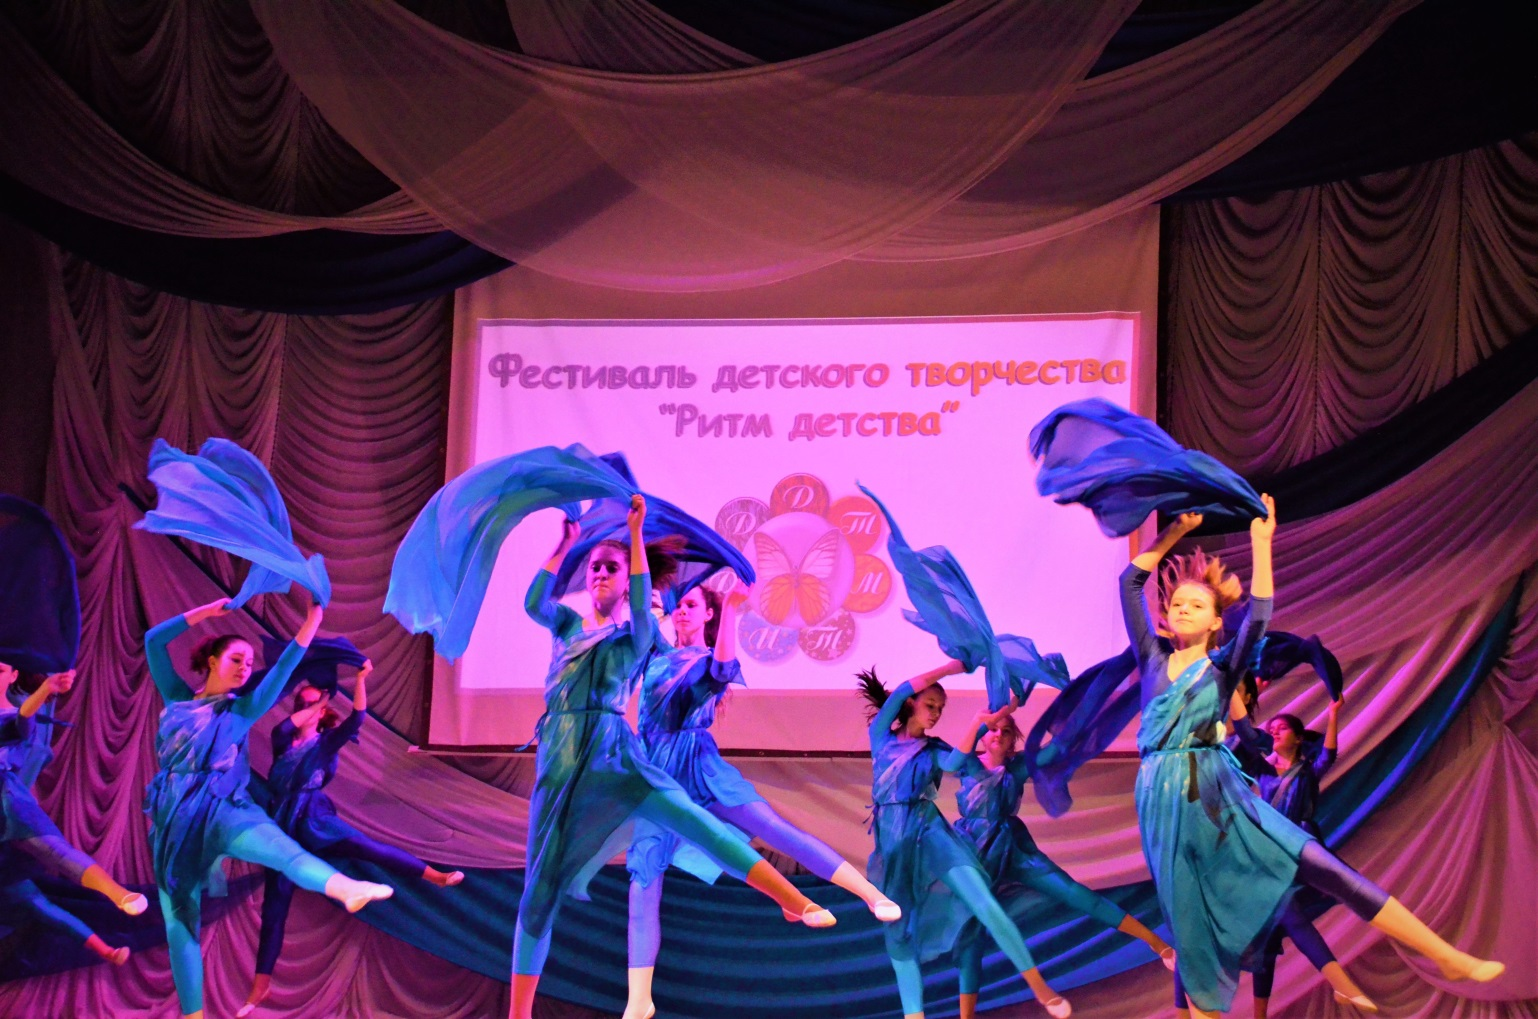 Фестиваль детского творчества
"Ритм детства"
Д
Д Т
Д М
И Т